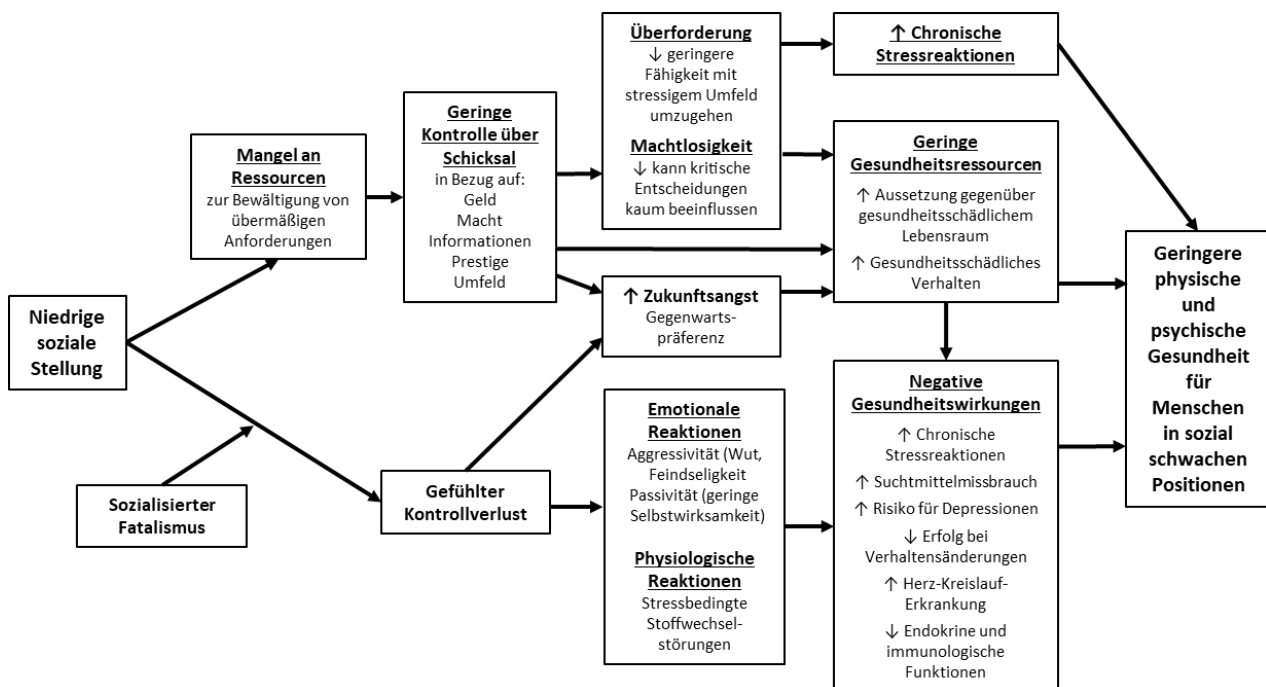 Niedrige
soziale
Stellung
Sozialisierter
Fatalismus
Mangel an
Ressourcen
zur Bewältigung von
übermäßigen
Anforderungen
Geringe
Kontrolle über
Schicksal
in Bezug auf:
Geld
Macht
Informationen
Prestige
Umfeld
Gefühlter
Kontrollverlust
Überforderung
↓ geringere
Fähigkeit mit
stressigem Umfeld
umzugehen
Machtlosigkeit
↓ kann kritische
Entscheidungen
kaum beeinflussen
↑ Zukunftsangst
Gegenwarts-
präferenz
Emotionale
Reaktionen
Aggressivität (Wut,
Feindseligkeit
Passivität (geringe
Selbstwirksamkeit)
Physiologische
Reaktionen
Stressbedingte
Stoffwechsel-
störungen
↑ Chronische
Stressreaktionen
Geringe
Gesundheitsressourcen
↑ Aussetzung gegenüber
gesundheitsschädlichem
Lebensraum
↑ Gesundheitsschädliches
Verhalten
Negative
Gesundheitswirkungen
↑ Chronische
Stressreaktionen
↑ Suchtmittelmissbrauch
↑ Risiko für Depressionen
↓ Erfolg bei
Verhaltensänderungen
↑ Herz-Kreislauf-
Erkrankung
↓ Endokrine und
immunologische
Funktionen
Geringere
physische
und
psychische
Gesundheit
für
Menschen
in sozial
schwachen
Positionen